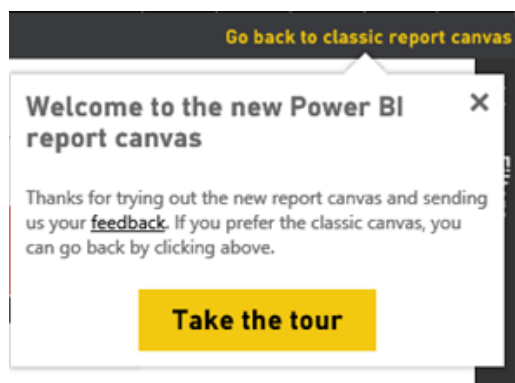 Go back to classic report canvas
Welcome to the new Power BI
report canvas
Thanks for trying out the new report canvas and sending
us your feedback. If you prefer the classic canvas, you
can go back by clicking above.
Take the tour